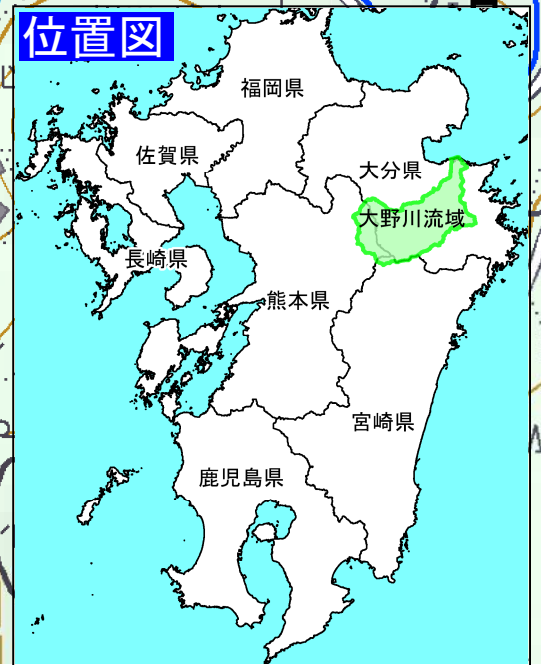 位置図
福岡県
佐賀県
大分県
大野川流域
長崎県
熊本県
宮崎県
鹿児島県